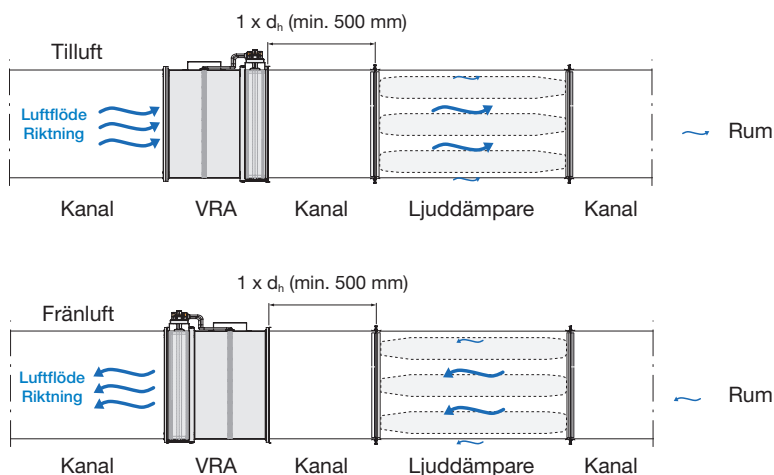 1 x dₕ (min. 500 mm)
Tilluft
Luftflöde
Riktning
Rum
Kanal VRA Kanal Ljuddämpare Kanal
1 x dₕ (min. 500 mm)
Fränluft
Luftflöde
Riktning
Rum
Kanal VRA Kanal Ljuddämpare Kanal